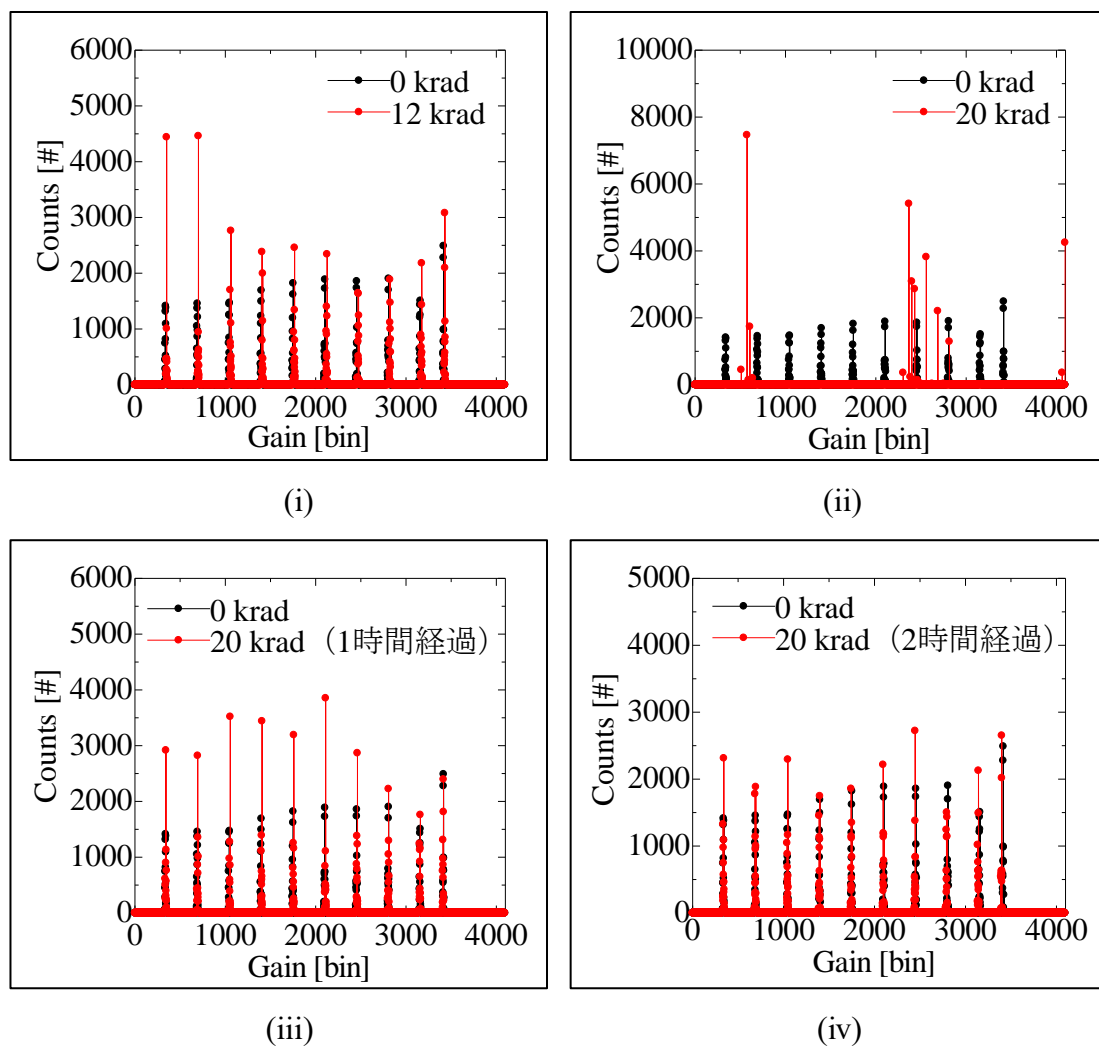 6000
5000
4000
3000
2000
1000
0
0 1000 2000 3000 4000
Counts [#]
Gain [bin]
0 krad
12 krad
(i)
10000
8000
6000
4000
2000
0
0 1000 2000 3000 4000
Counts [#]
Gain [bin]
0 krad
20 krad
(ii)
6000
5000
4000
3000
2000
1000
0
0 1000 2000 3000 4000
Counts [#]
Gain [bin]
0 krad
20 krad（1時間経過）
(iii)
5000
4000
3000
2000
1000
0
0 1000 2000 3000 4000
Counts [#]
Gain [bin]
0 krad
20 krad（2時間経過）
(iv)